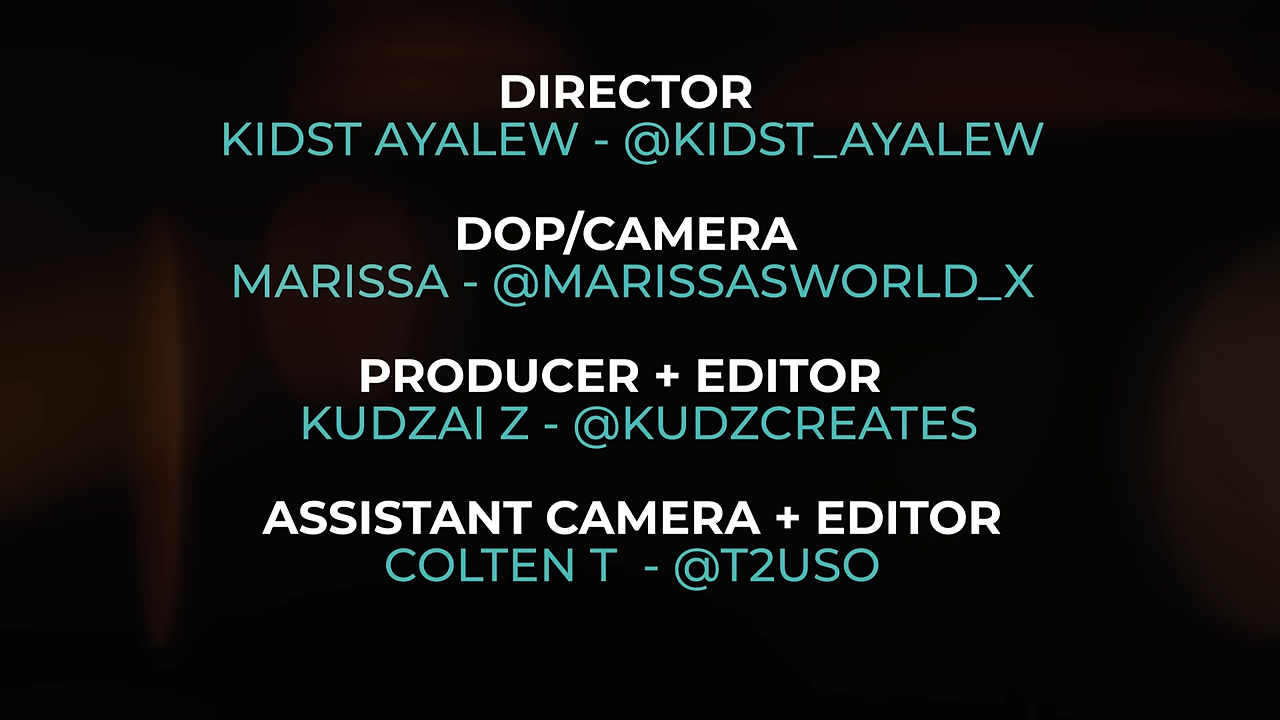 DIRECTOR
KIDST AYALEW - @KIDST_AYALEW
DOP/CAMERA
MARISSA - @MARISSASWORLD_X
PRODUCER + EDITOR
KUDZAI Z - @KUDZCREATES
ASSISTANT CAMERA + EDITOR
COLTEN T - @T2USO